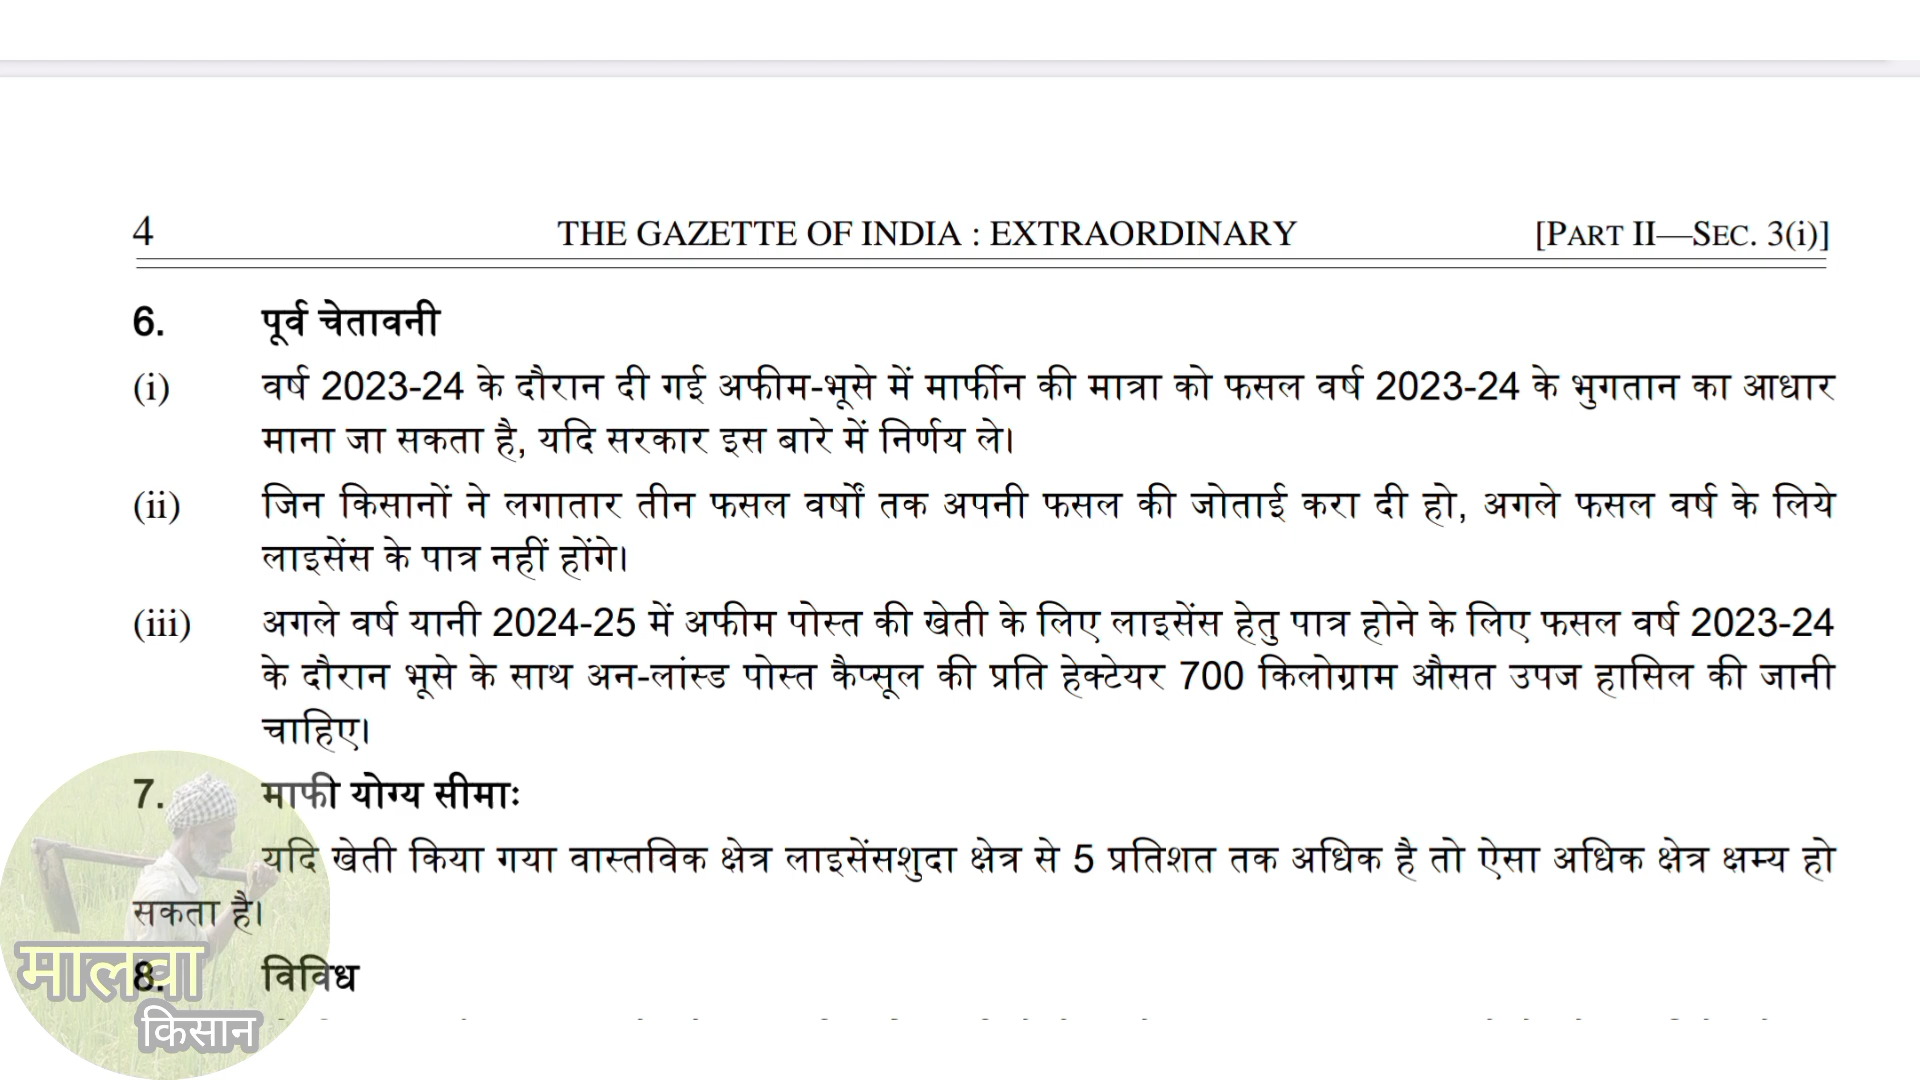 4 THE GAZETTE OF INDIA : EXTRAORDINARY [PART II—SEC. 3(i)]
6. पूर्व चेतावनी
(i) वर्ष 2023-24 के दौरान दी गई अफीम-भूसे में मार्फीन की मात्रा को फसल वर्ष 2023-24 के भुगतान का आधार
माना जा सकता है, यदि सरकार इस बारे में निर्णय ले।
(ii) जिन किसानों ने लगातार तीन फसल वर्षों तक अपनी फसल की जोताई करा दी हो, अगले फसल वर्ष के लिये
लाइसेंस के पात्र नहीं होंगे।
(iii) अगले वर्ष यानी 2024-25 में अफीम पोस्त की खेती के लिए लाइसेंस हेतु पात्र होने के लिए फसल वर्ष 2023-24
के दौरान भूसे के साथ अन-लांस्ड पोस्त कैप्सूल की प्रति हेक्टेयर 700 किलोग्राम औसत उपज हासिल की जानी
चाहिए।
7. माफी योग्य सीमाः
यदि खेती किया गया वास्तविक क्षेत्र लाइसेंसशुदा क्षेत्र से 5 प्रतिशत तक अधिक है तो ऐसा अधिक क्षेत्र क्षम्य हो
सकता है।
8. विविध
मालवा
किसान